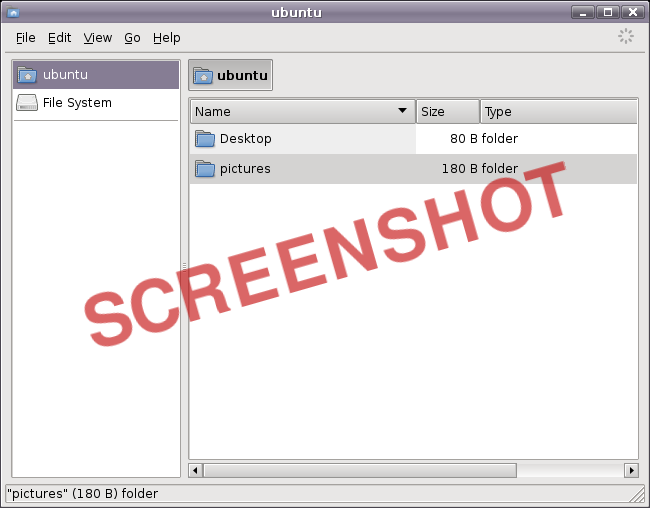 ubuntu
File Edit View Go Help
ubuntu
File System
ubuntu
Name Size Type
Desktop 80 B folder
pictures 180 B folder
SCREENSHOT
"pictures" (180 B) folder